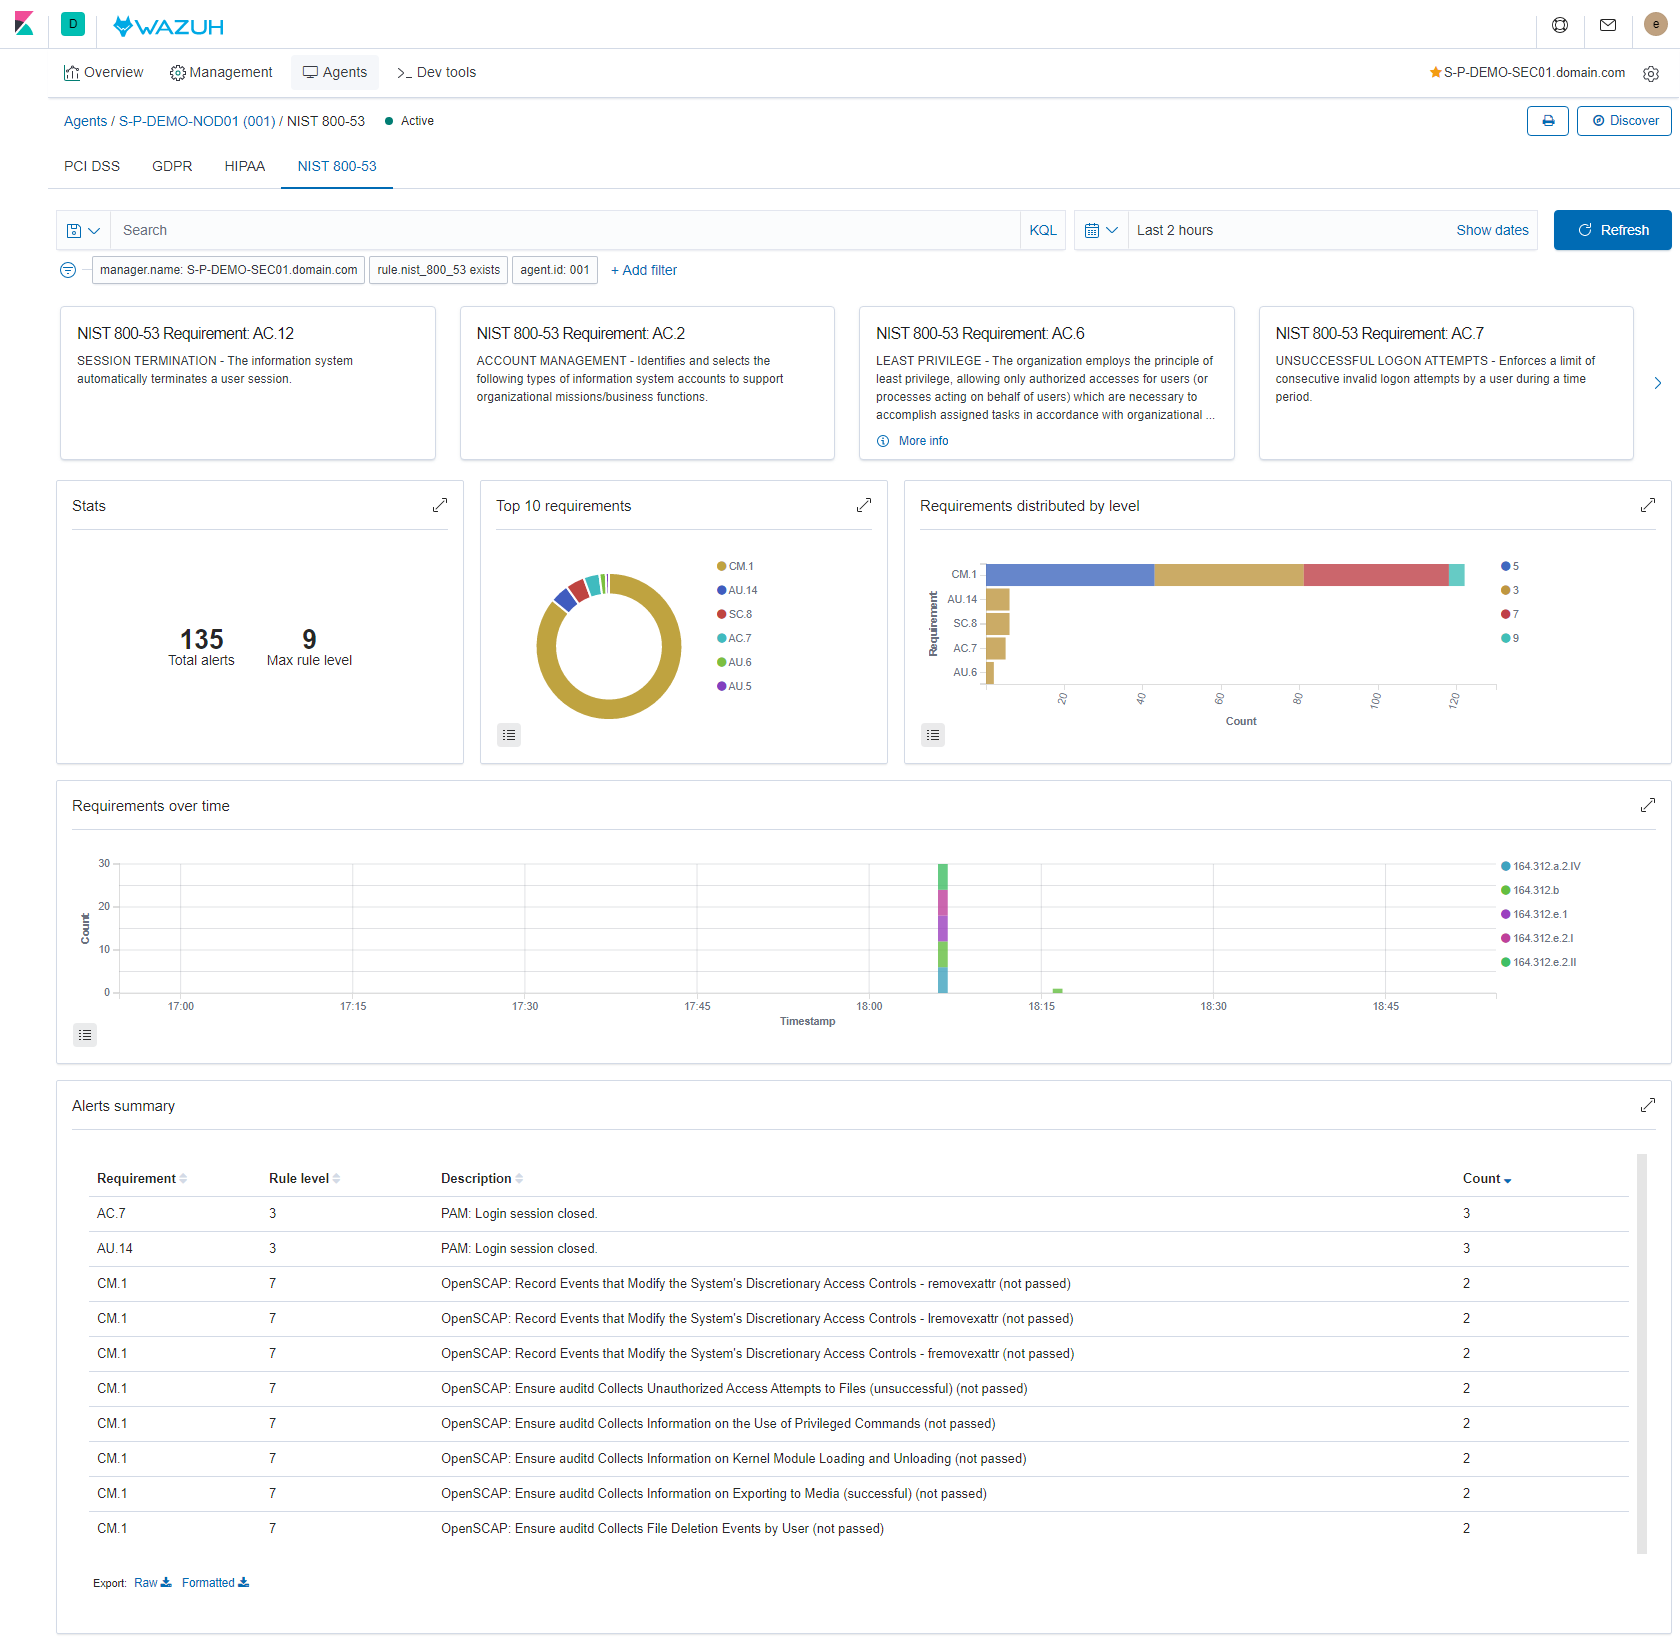 D WAZUH e
Overview Management Agents >_ Dev tools S-P-DEMO-SEC01.domain.com
Agents / S-P-DEMO-NOD01 (001) / NIST 800-53 Active Discover
PCI DSS GDPR HIPAA NIST 800-53
Search KQL Last 2 hours Show dates Refresh
manager.name: S-P-DEMO-SEC01.domain.com rule.nist_800_53 exists agent.id: 001 + Add filter
NIST 800-53 Requirement: AC.12
SESSION TERMINATION - The information system
automatically terminates a user session.
NIST 800-53 Requirement: AC.2
ACCOUNT MANAGEMENT - Identifies and selects the
following types of information system accounts to support
organizational missions/business functions.
NIST 800-53 Requirement: AC.6
LEAST PRIVILEGE - The organization employs the principle of
least privilege, allowing only authorized accesses for users (or
processes acting on behalf of users) which are necessary to
accomplish assigned tasks in accordance with organizational ...
More info
NIST 800-53 Requirement: AC.7
UNSUCCESSFUL LOGON ATTEMPTS - Enforces a limit of
consecutive invalid logon attempts by a user during a time
period.
Stats
135
Total alerts
9
Max rule level
Top 10 requirements
CM.1
AU.14
SC.8
AC.7
AU.6
AU.5
Requirements distributed by level
Requirement
CM.1
AU.14
SC.8
AC.7
AU.6
20 40 60 80 100 120
Count
5
3
7
9
Requirements over time
Count
30
20
10
0
17:00 17:15 17:30 17:45 18:00 18:15 18:30 18:45
Timestamp
164.312.a.2.IV
164.312.b
164.312.e.1
164.312.e.2.I
164.312.e.2.II
Alerts summary
Requirement Rule level Description Count
AC.7 3 PAM: Login session closed. 3
AU.14 3 PAM: Login session closed. 3
CM.1 7 OpenSCAP: Record Events that Modify the System's Discretionary Access Controls - removexattr (not passed) 2
CM.1 7 OpenSCAP: Record Events that Modify the System's Discretionary Access Controls - lremovexattr (not passed) 2
CM.1 7 OpenSCAP: Record Events that Modify the System's Discretionary Access Controls - fremovexattr (not passed) 2
CM.1 7 OpenSCAP: Ensure auditd Collects Unauthorized Access Attempts to Files (unsuccessful) (not passed) 2
CM.1 7 OpenSCAP: Ensure auditd Collects Information on the Use of Privileged Commands (not passed) 2
CM.1 7 OpenSCAP: Ensure auditd Collects Information on Kernel Module Loading and Unloading (not passed) 2
CM.1 7 OpenSCAP: Ensure auditd Collects Information on Exporting to Media (successful) (not passed) 2
CM.1 7 OpenSCAP: Ensure auditd Collects File Deletion Events by User (not passed) 2
Export: Raw Formatted